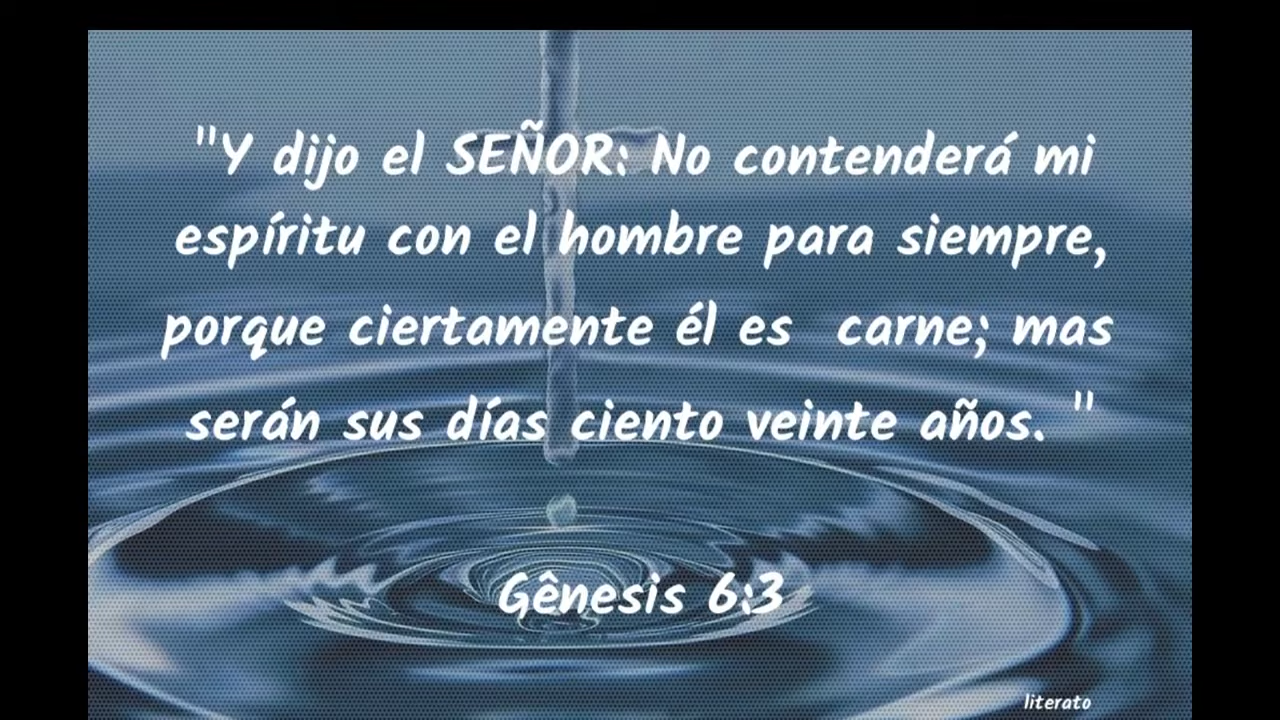 "Y dijo el SEÑOR: No contenderá mi
espíritu con el hombre para siempre,
porque ciertamente él es carne; mas
serán sus días ciento veinte años. "
Gênesis 6:3
literato